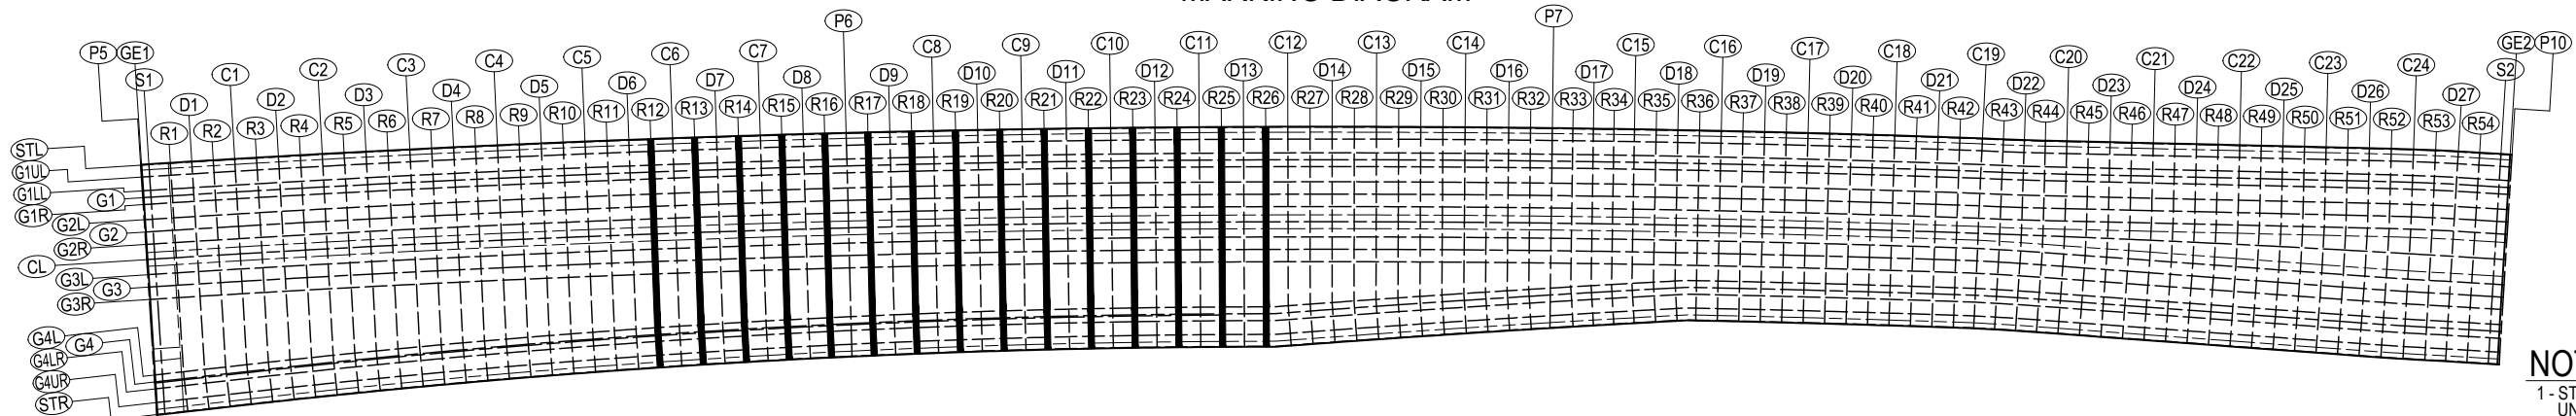 P6 P7
P5 GE1 C1 C2 C3 C4 C5 C6 C7 C8 C9 C10 C11 C12 C13 C14 C15 C16 C17 C18 C19 C20 C21 C22 C23 C24 GE2 P10
S1 D1 D2 D3 D4 D5 D6 D7 D8 D9 D10 D11 D12 D13 D14 D15 D16 D17 D18 D19 D20 D21 D22 D23 D24 D25 D26 D27 S2
R1 R2 R3 R4 R5 R6 R7 R8 R9 R10 R11 R12 R13 R14 R15 R16 R17 R18 R19 R20 R21 R22 R23 R24 R25 R26 R27 R28 R29 R30 R31 R32 R33 R34 R35 R36 R37 R38 R39 R40 R41 R42 R43 R44 R45 R46 R47 R48 R49 R50 R51 R52 R53 R54
STL
G1UL
G1LL
G1
G1R
G2L
G2
G2R
CL
G3L
G3
G3R
G4L
G4
G4LR
G4UR
STR
1 -